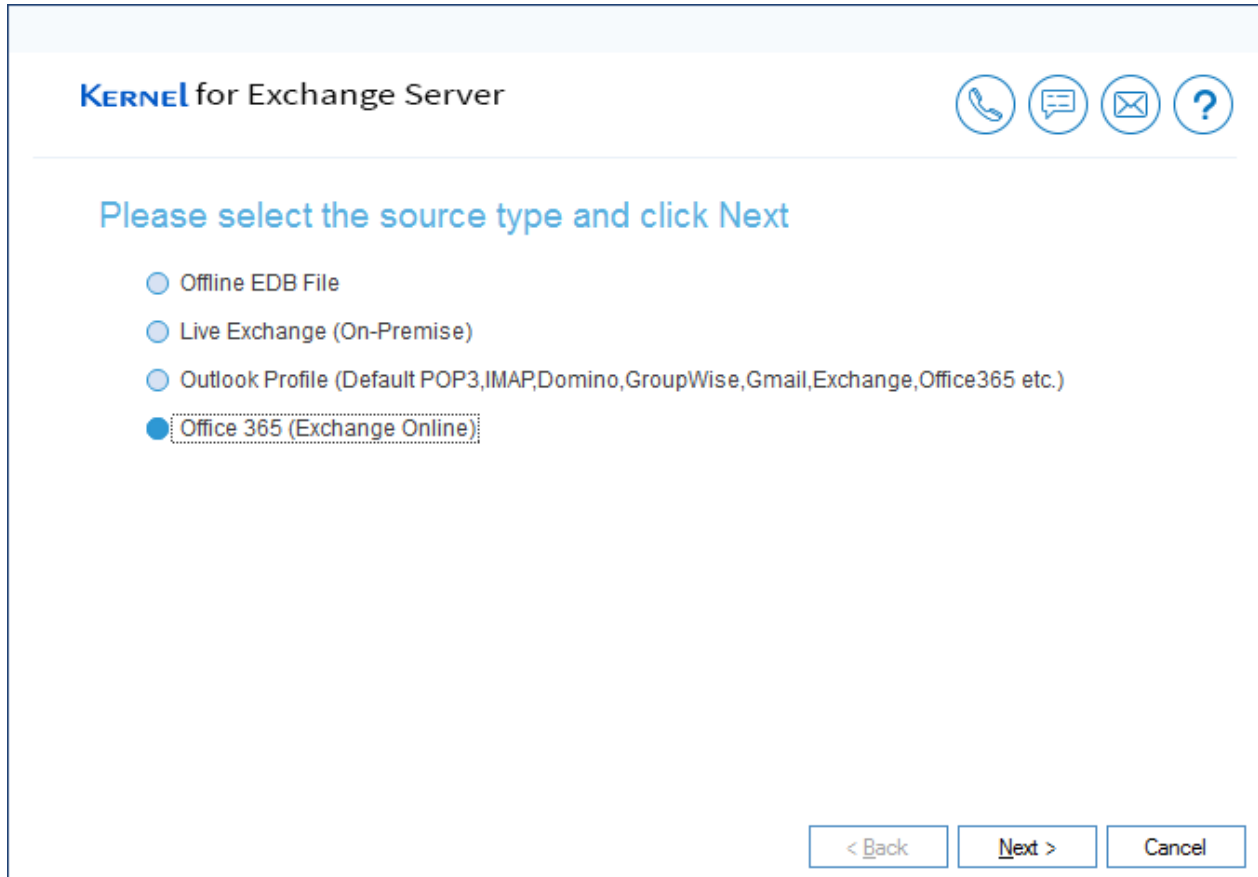 KERNEL for Exchange Server
?
Please select the source type and click Next
Offline EDB File
Live Exchange (On-Premise)
Outlook Profile (Default POP3,IMAP,Domino,GroupWise,Gmail,Exchange,Office365 etc.)
Office 365 (Exchange Online)
< Back Next > Cancel